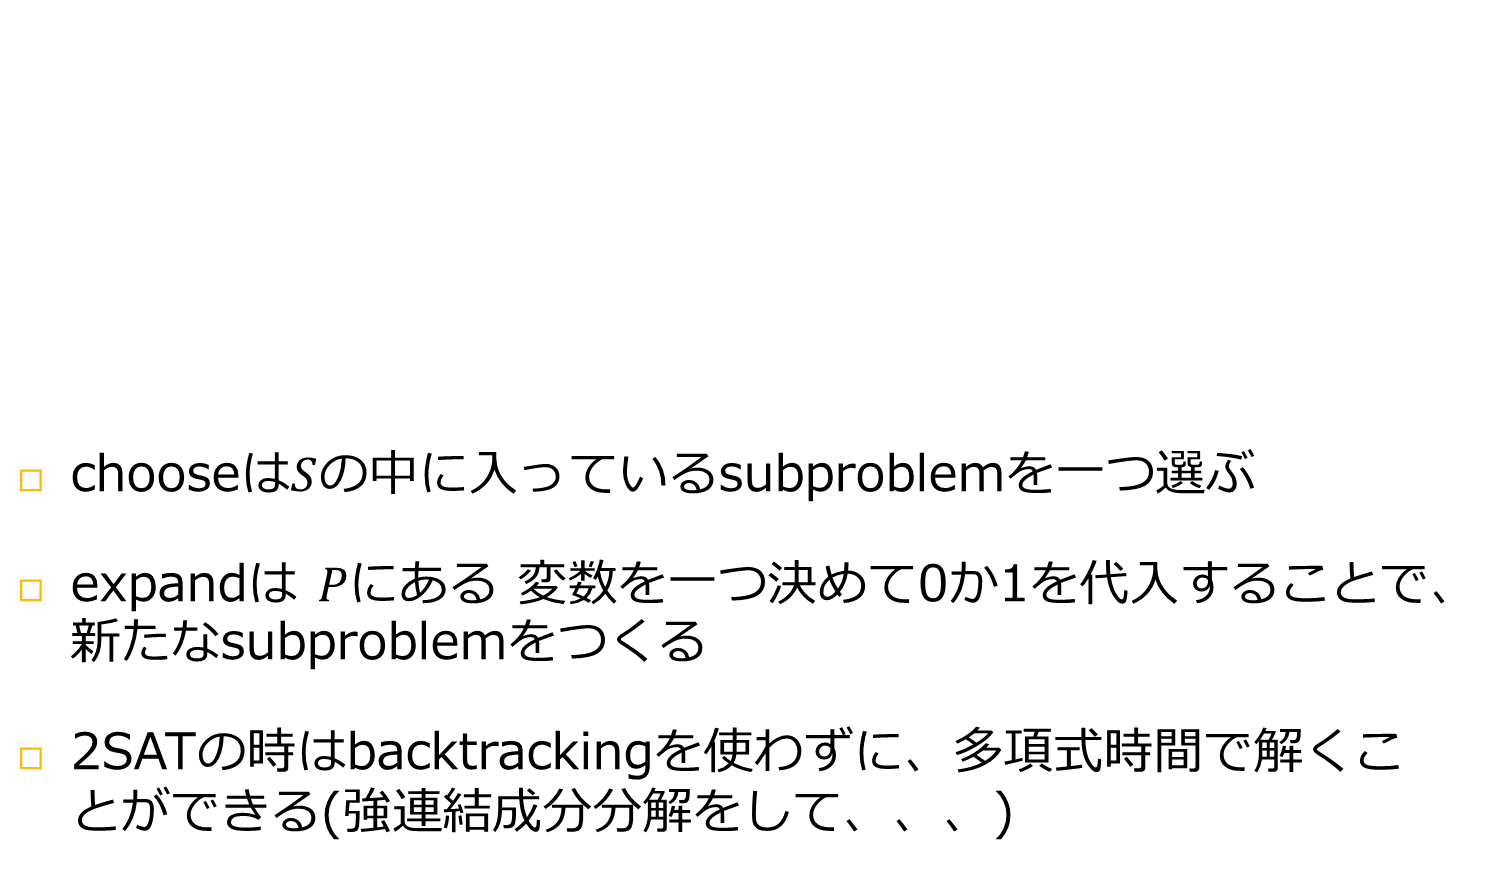 □ chooseは𝑆の中に入っているsubproblemを一つ選ぶ
□ expandは 𝑃にある 変数を一つ決めて0か1を代入することで、
新たなsubproblemをつくる
□ 2SATの時はbacktrackingを使わずに、多項式時間で解くこ
とができる(強連結成分分解をして、、、)